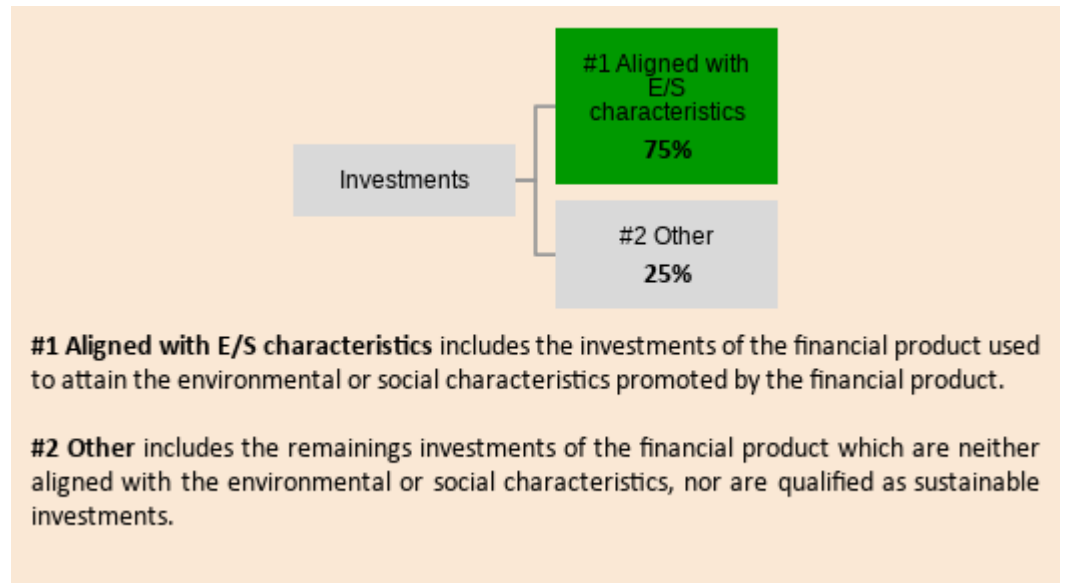 #1 Aligned with
E/S
characteristics
75%
Investments
#2 Other
25%
#1 Aligned with E/S characteristics includes the investments of the financial product used
to attain the environmental or social characteristics promoted by the financial product.
#2 Other includes the remainings investments of the financial product which are neither
aligned with the environmental or social characteristics, nor are qualified as sustainable
investments.